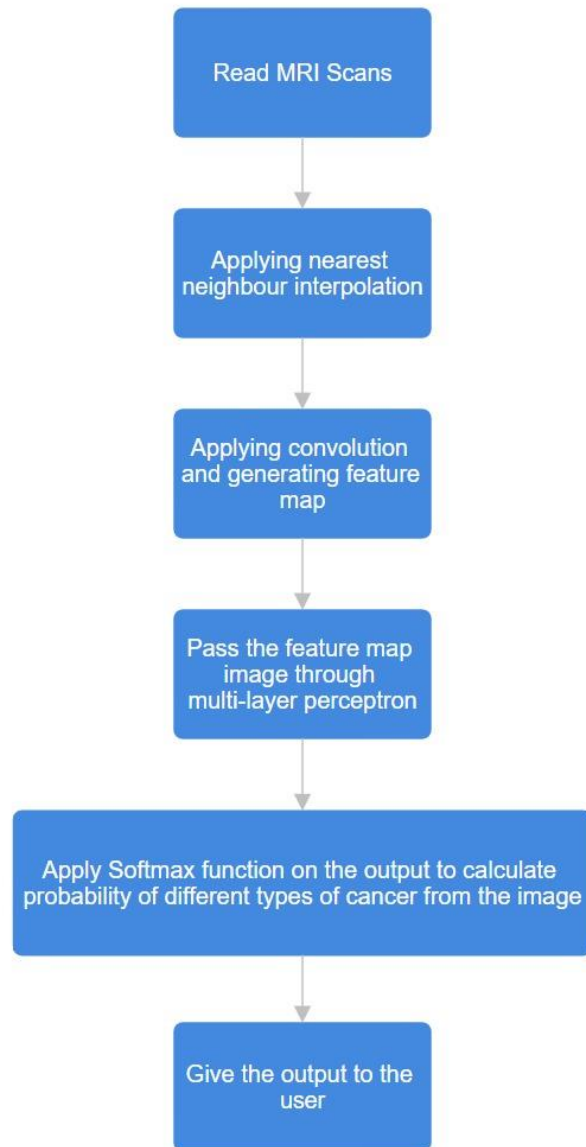 Read MRI Scans
Applying nearest
neighbour interpolation
Applying convolution
and generating feature
map
Pass the feature map
image through
multi-layer perceptron
Apply Softmax function on the output to calculate
probability of different types of cancer from the image
Give the output to the
user